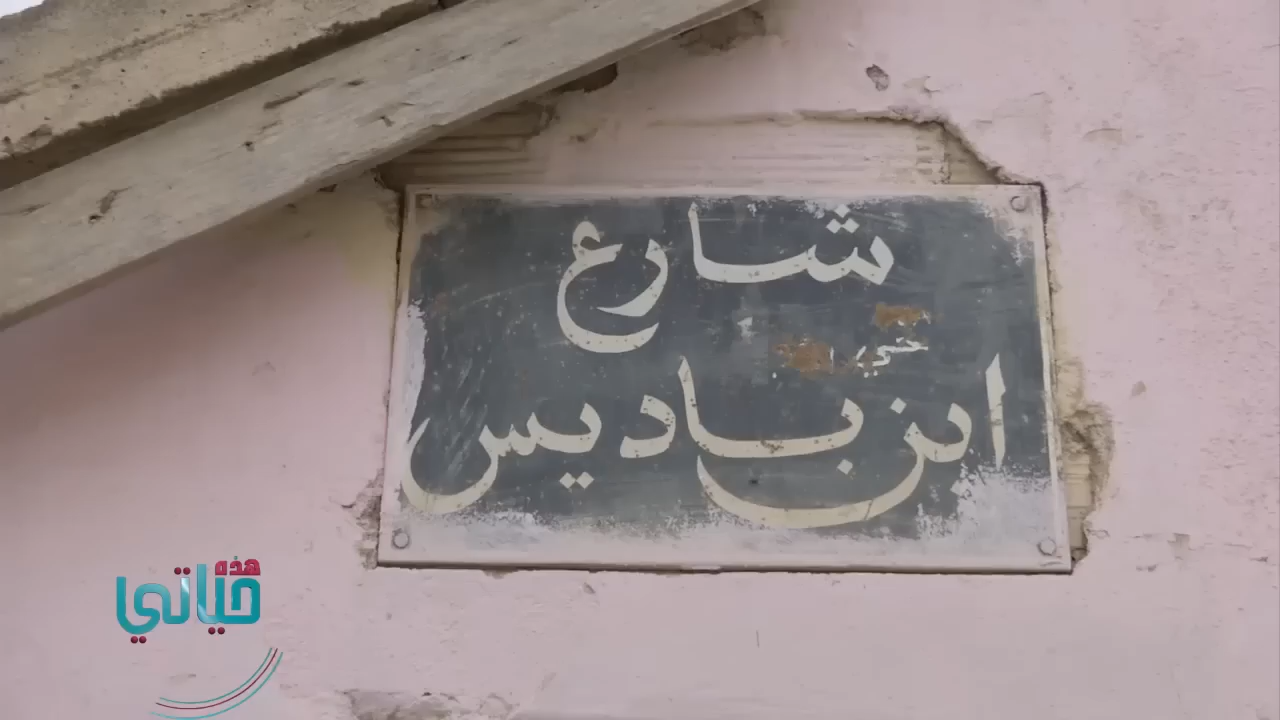 شارع
ابن باديس
هذه
حياتي